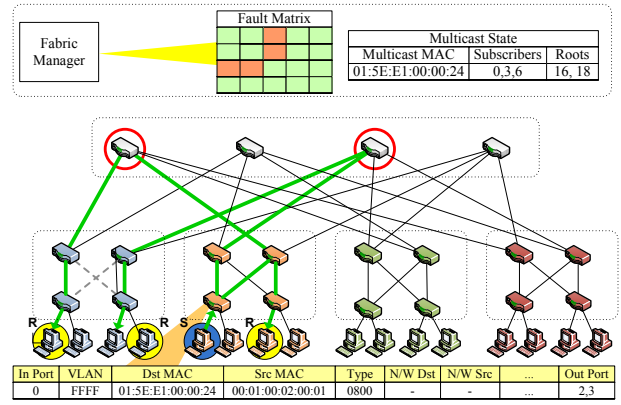 Fabric Manager
Fault Matrix
Multicast State
Multicast MAC Subscribers Roots
01:5E:E1:00:00:24 0,3,6 16, 18
R R S R
In Port VLAN Dst MAC Src MAC Type N/W Dst N/W Src ... Out Port
0 FFFF 01:5E:E1:00:00:24 00:01:00:02:00:01 0800 - - - 2,3